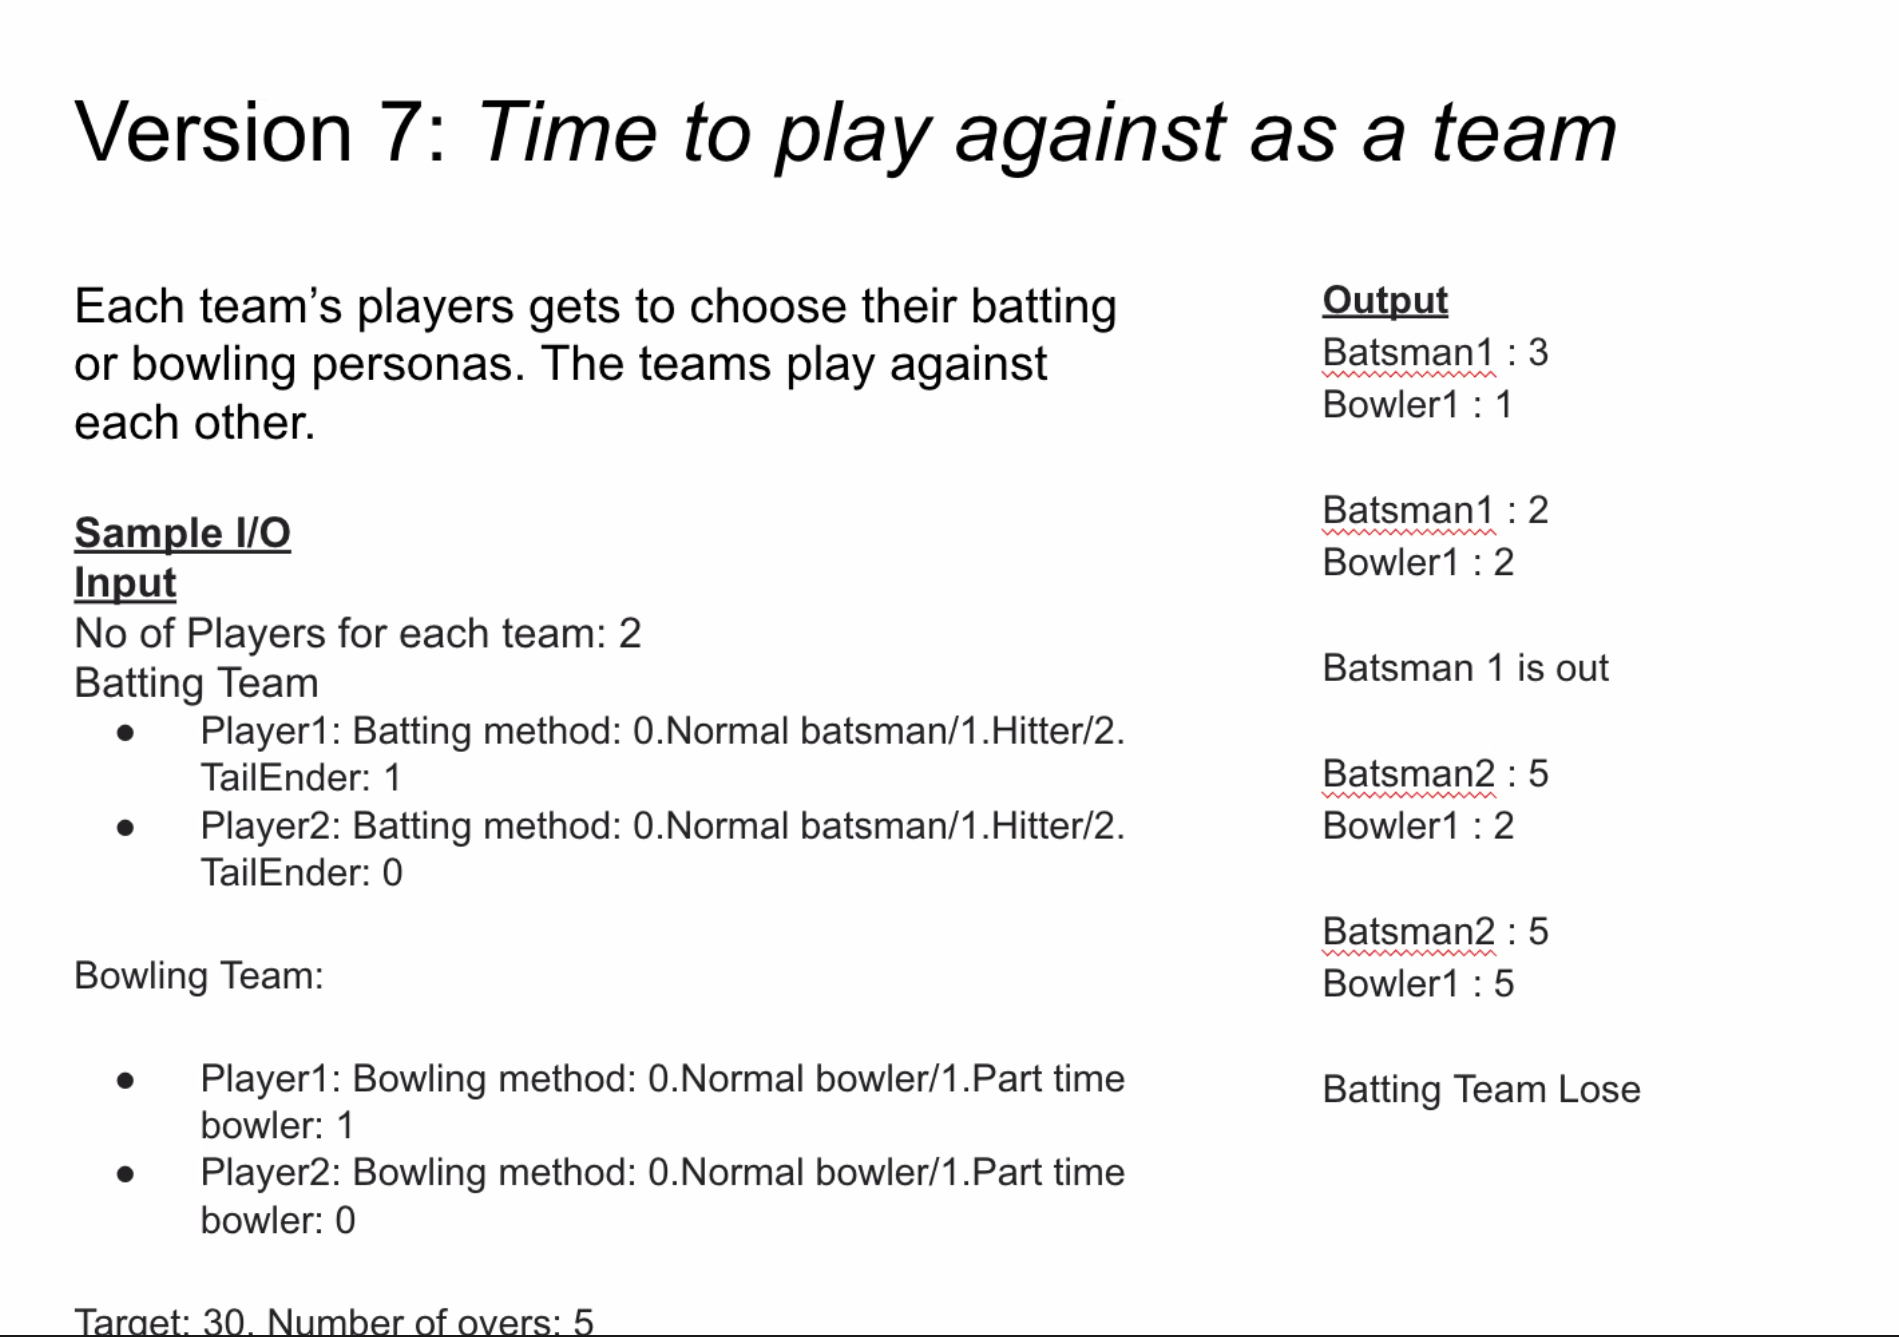 Version 7: Time to play against as a team
Each team’s players gets to choose their batting
or bowling personas. The teams play against
each other.
Sample I/O
Input
No of Players for each team: 2
Batting Team
● Player1: Batting method: 0.Normal batsman/1.Hitter/2.
TailEnder: 1
● Player2: Batting method: 0.Normal batsman/1.Hitter/2.
TailEnder: 0
Bowling Team:
● Player1: Bowling method: 0.Normal bowler/1.Part time
bowler: 1
● Player2: Bowling method: 0.Normal bowler/1.Part time
bowler: 0
Target: 30, Number of overs: 5
Output
Batsman1 : 3
Bowler1 : 1
Batsman1 : 2
Bowler1 : 2
Batsman 1 is out
Batsman2 : 5
Bowler1 : 2
Batsman2 : 5
Bowler1 : 5
Batting Team Lose